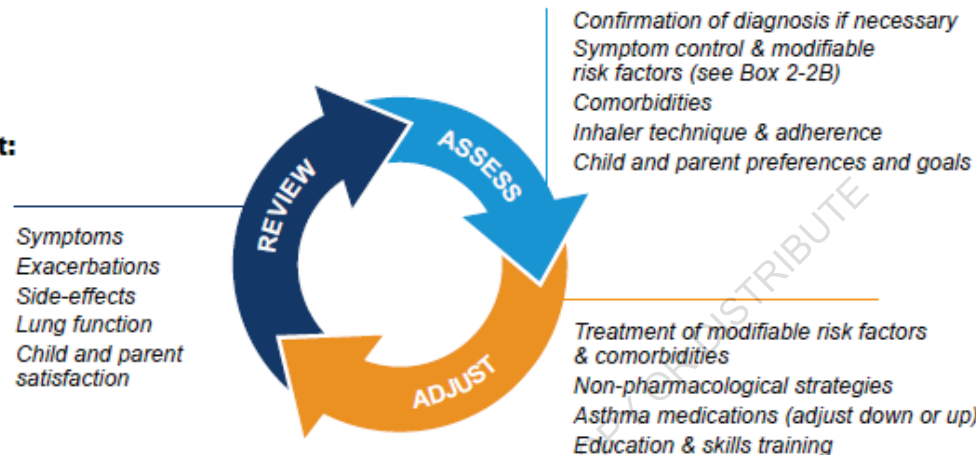 t:
REVIEW
ASSESS
ADJUST
Confirmation of diagnosis if necessary
Symptom control & modifiable
risk factors (see Box 2-2B)
Comorbidities
Inhaler technique & adherence
Child and parent preferences and goals
Symptoms
Exacerbations
Side-effects
Lung function
Child and parent
satisfaction
Treatment of modifiable risk factors
& comorbidities
Non-pharmacological strategies
Asthma medications (adjust down or up)
Education & skills training
OR DISTRIBUTE